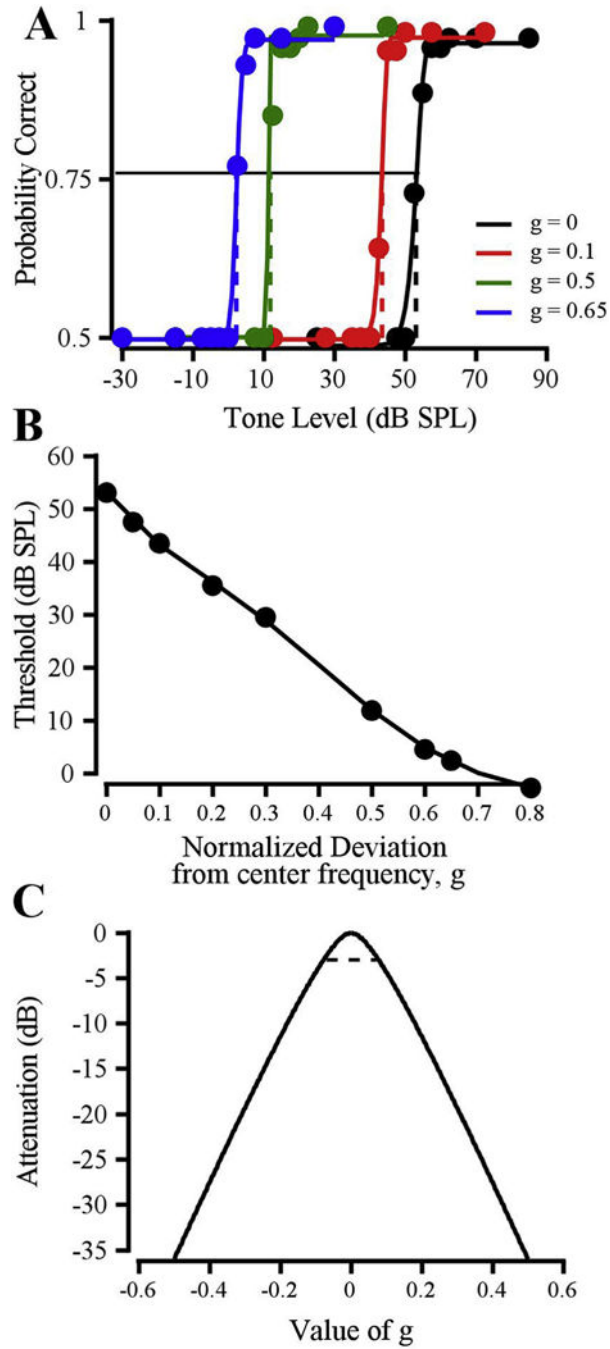 A
1
0.75
0.5
Probability Correct
g = 0
g = 0.1
g = 0.5
g = 0.65
-30 -10 10 30 50 70 90
Tone Level (dB SPL)
B
60
50
40
30
20
10
0
Threshold (dB SPL)
0 0.1 0.2 0.3 0.4 0.5 0.6 0.7 0.8
Normalized Deviation
from center frequency, g
C
0
-5
-10
-15
-20
-25
-30
-35
Attenuation (dB)
-0.6 -0.4 -0.2 0 0.2 0.4 0.6
Value of g